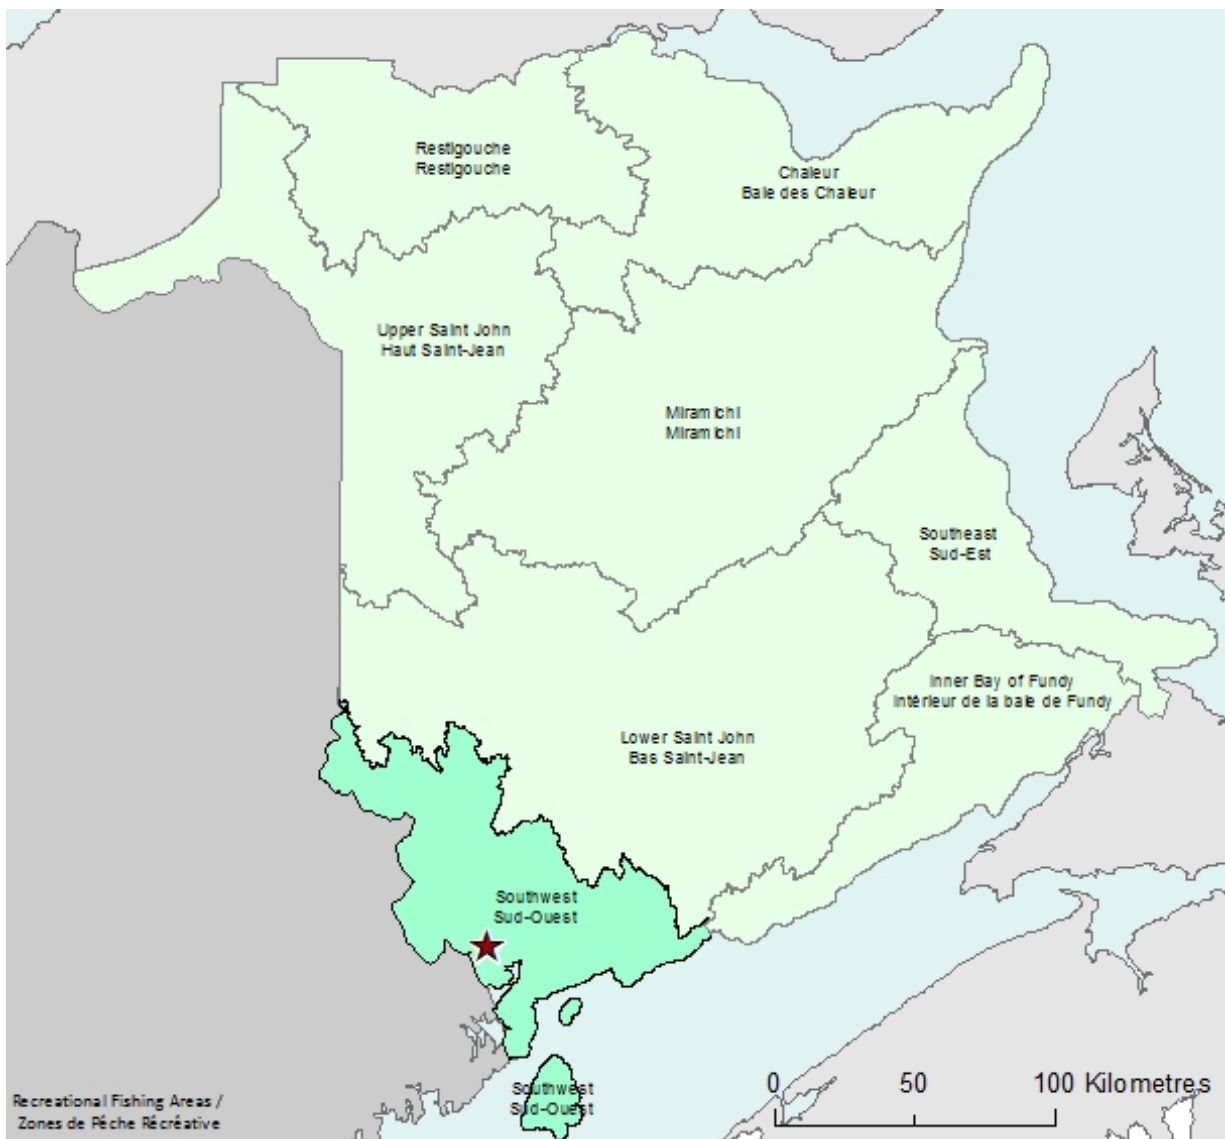 Restigouche
Restigouche
Chaleur
Baie des Chaleur
Upper Saint John
Haut Saint-Jean
Miramichi
Miramichi
Southeast
Sud-Est
Inner Bay of Fundy
Intérieur de la baie de Fundy
Lower Saint John
Bas Saint-Jean
Southwest
Sud-Ouest
Southwest
Sud-Ouest
0 50 100 Kilometres
Recreational Fishing Areas /
Zones de Pêche Récréative